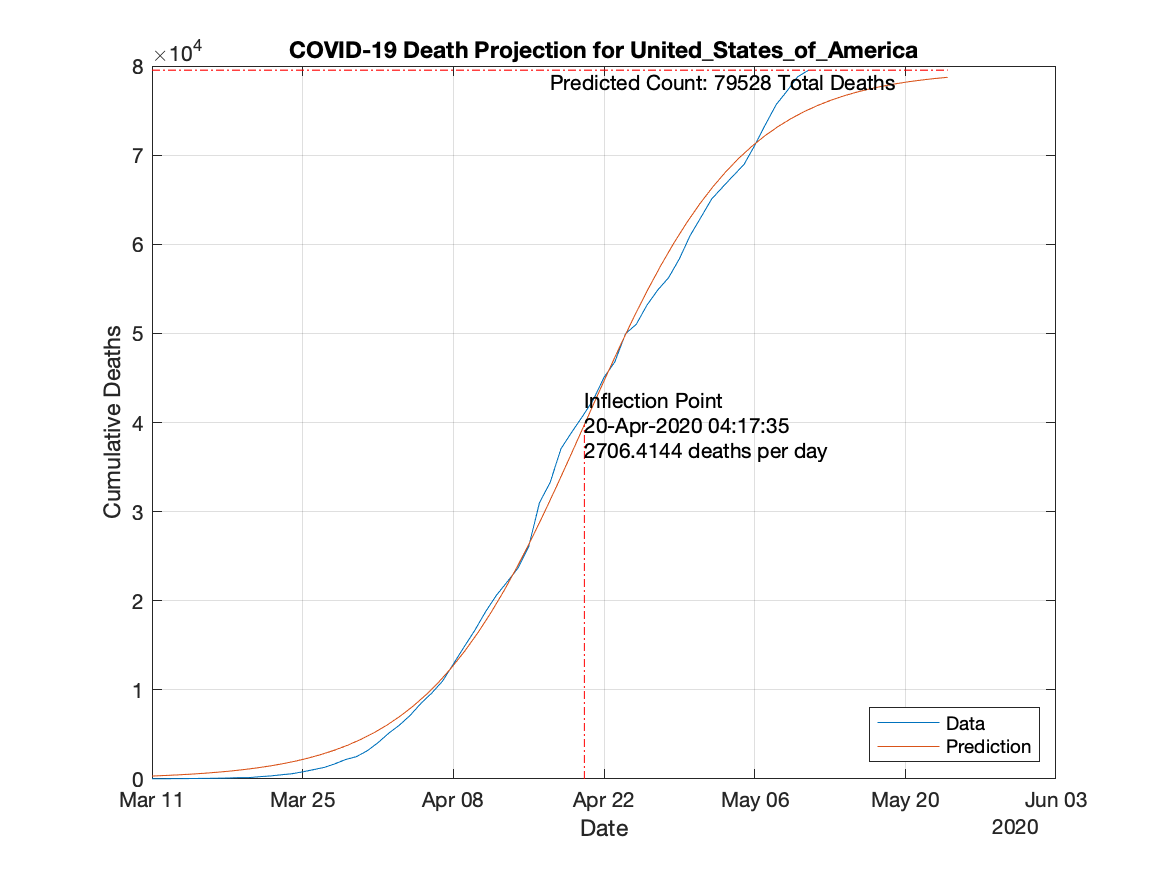 COVID-19 Death Projection for United_States_of_America
×10^4
Predicted Count: 79528 Total Deaths
8
7
6
5
4
3
2
1
0
Cumulative Deaths
Inflection Point
20-Apr-2020 04:17:35
2706.4144 deaths per day
Data
Prediction
Mar 11 Mar 25 Apr 08 Apr 22 May 06 May 20 Jun 03
Date
2020